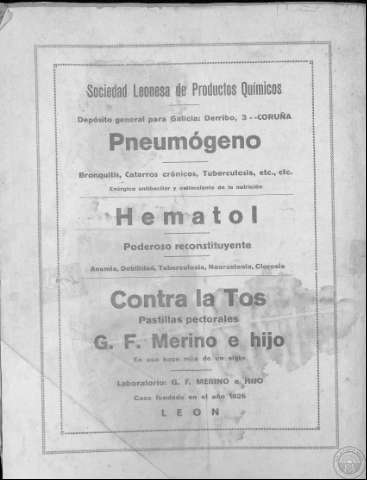 Sociedad Leonesa de Productos Químicos
Depósito general para Galicia: Derribo, 3 - -CORUÑA
Pneumógeno
Bronquitis, Catarros crónicos, Tuberculosis, etc., etc.
Enérgico antibacilar y estimulante de la nutrición
Hematol
Poderoso reconstituyente
Anemia, Debilidad, Tuberculosis, Neurastenia, Clorosis
Contra la Tos
Pastillas pectorales
G. F. Merino e hijo
En uso hace más de un siglo
Laboratorio: G. F. MERINO e HIJO
Casa fundada en el año 1825
LEON